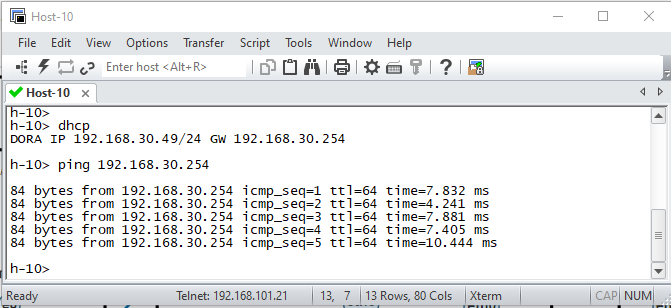 Host-10
File Edit View Options Transfer Script Tools Window Help
Enter host <Alt+R>
Host-10
h-10>
h-10> dhcp
DORA IP 192.168.30.49/24 GW 192.168.30.254
h-10> ping 192.168.30.254
84 bytes from 192.168.30.254 icmp_seq=1 ttl=64 time=7.832 ms
84 bytes from 192.168.30.254 icmp_seq=2 ttl=64 time=4.241 ms
84 bytes from 192.168.30.254 icmp_seq=3 ttl=64 time=7.881 ms
84 bytes from 192.168.30.254 icmp_seq=4 ttl=64 time=7.405 ms
84 bytes from 192.168.30.254 icmp_seq=5 ttl=64 time=10.444 ms
h-10>
Ready Telnet: 192.168.101.21 13, 7 13 Rows, 80 Cols Xterm CAP NUM